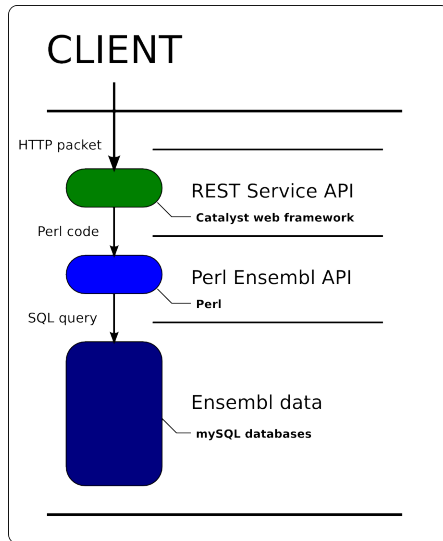 CLIENT
HTTP packet
REST Service API
Catalyst web framework
Perl code
Perl Ensembl API
Perl
SQL query
Ensembl data
mySQL databases